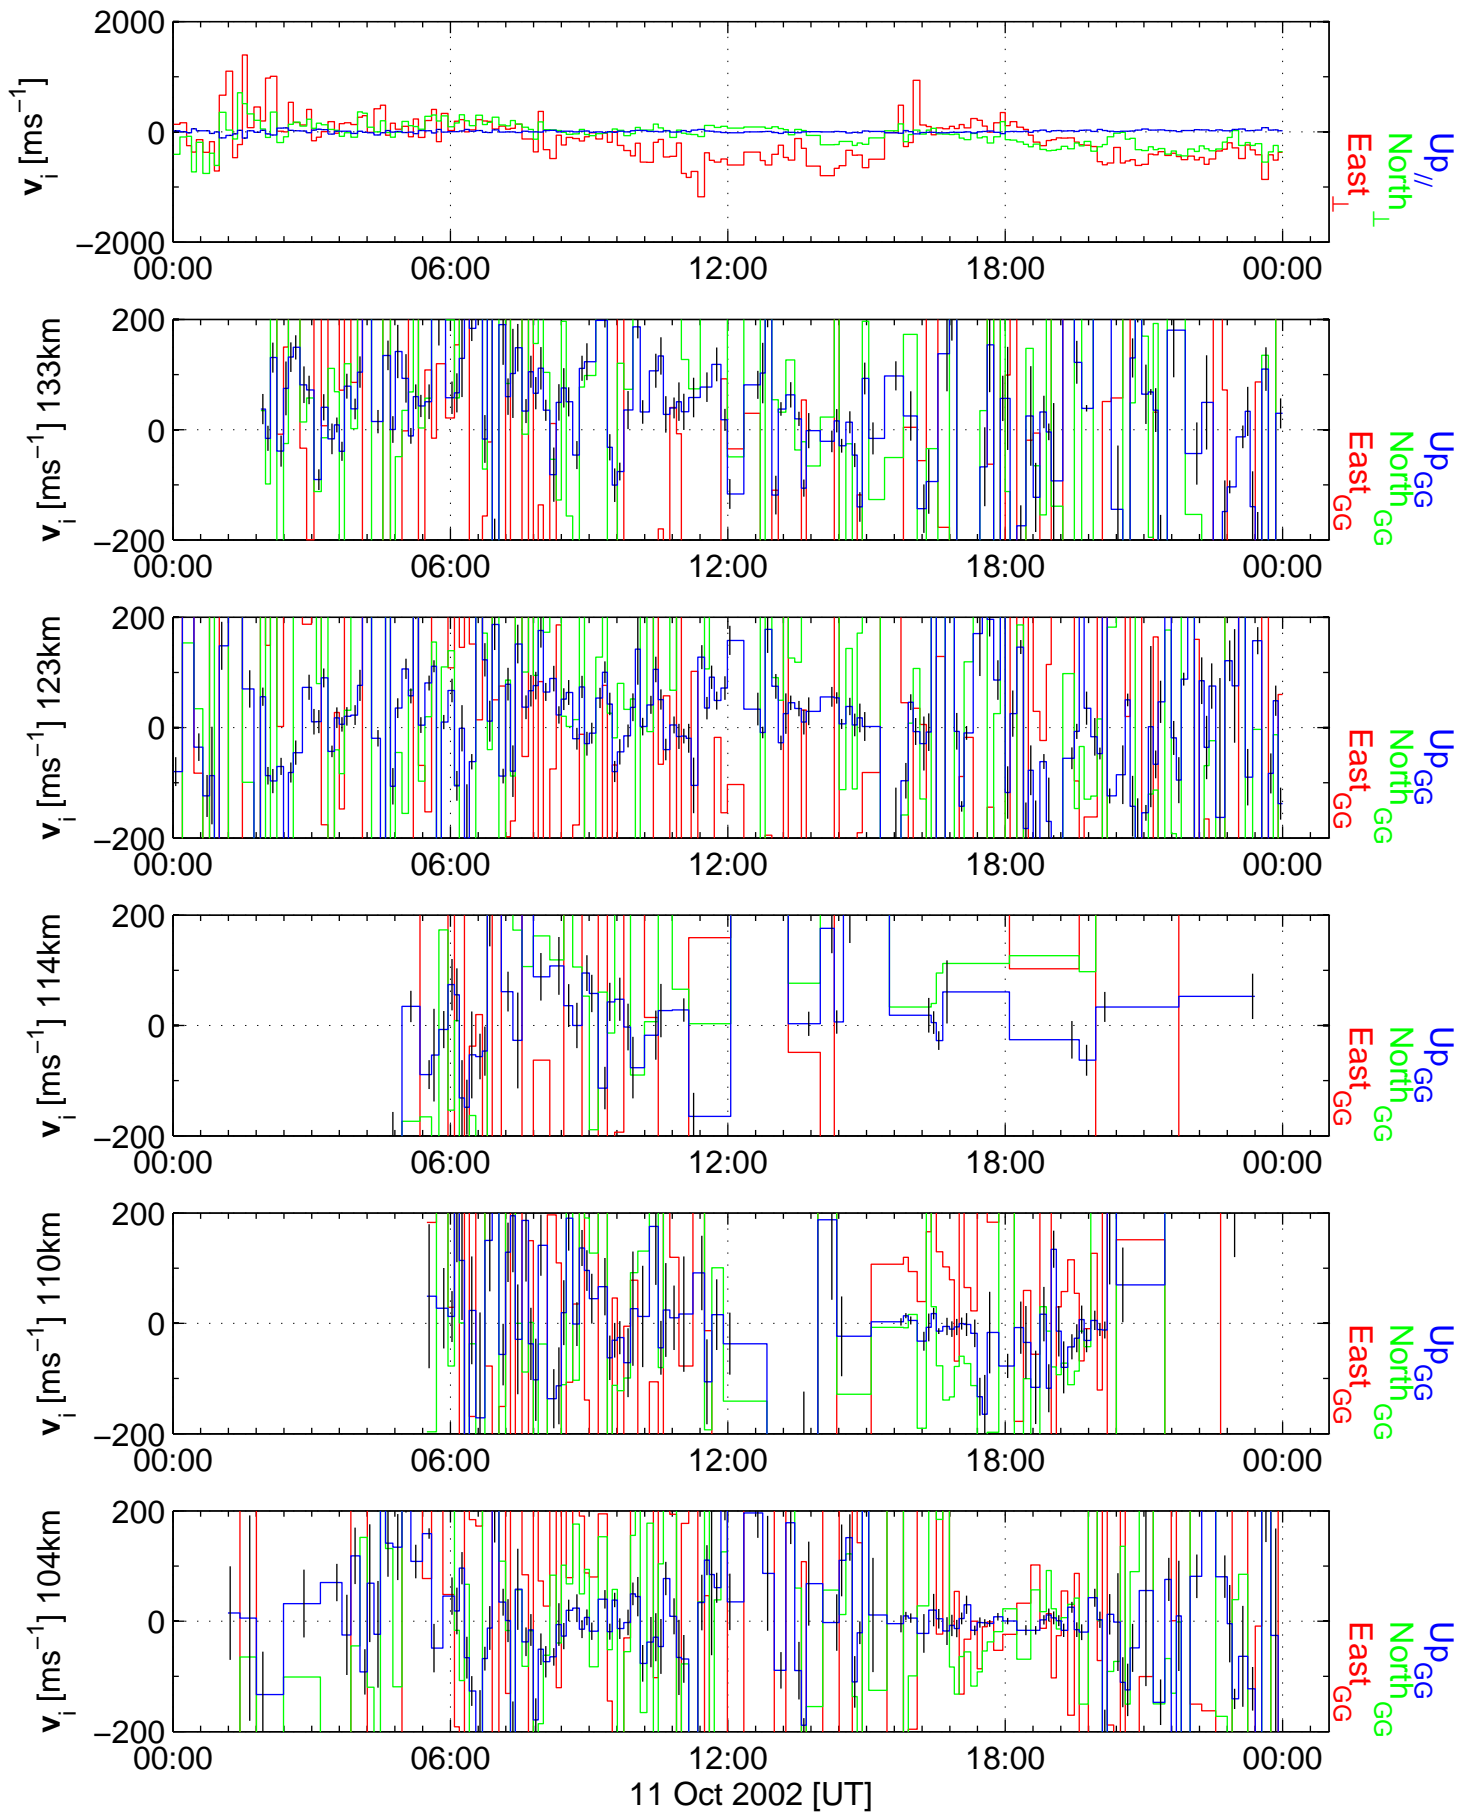 2000
0
−2000
v_i [ms^−1]
00:00 06:00 12:00 18:00 00:00
Up_//
North_⊥
East_⊥
200
0
−200
v_i [ms^−1] 133km
00:00 06:00 12:00 18:00 00:00
Up_GG
North_GG
East_GG
200
0
−200
v_i [ms^−1] 123km
00:00 06:00 12:00 18:00 00:00
Up_GG
North_GG
East_GG
200
0
−200
v_i [ms^−1] 114km
00:00 06:00 12:00 18:00 00:00
Up_GG
North_GG
East_GG
200
0
−200
v_i [ms^−1] 110km
00:00 06:00 12:00 18:00 00:00
Up_GG
North_GG
East_GG
200
0
−200
v_i [ms^−1] 104km
00:00 06:00 12:00 18:00 00:00
Up_GG
North_GG
East_GG
11 Oct 2002 [UT]